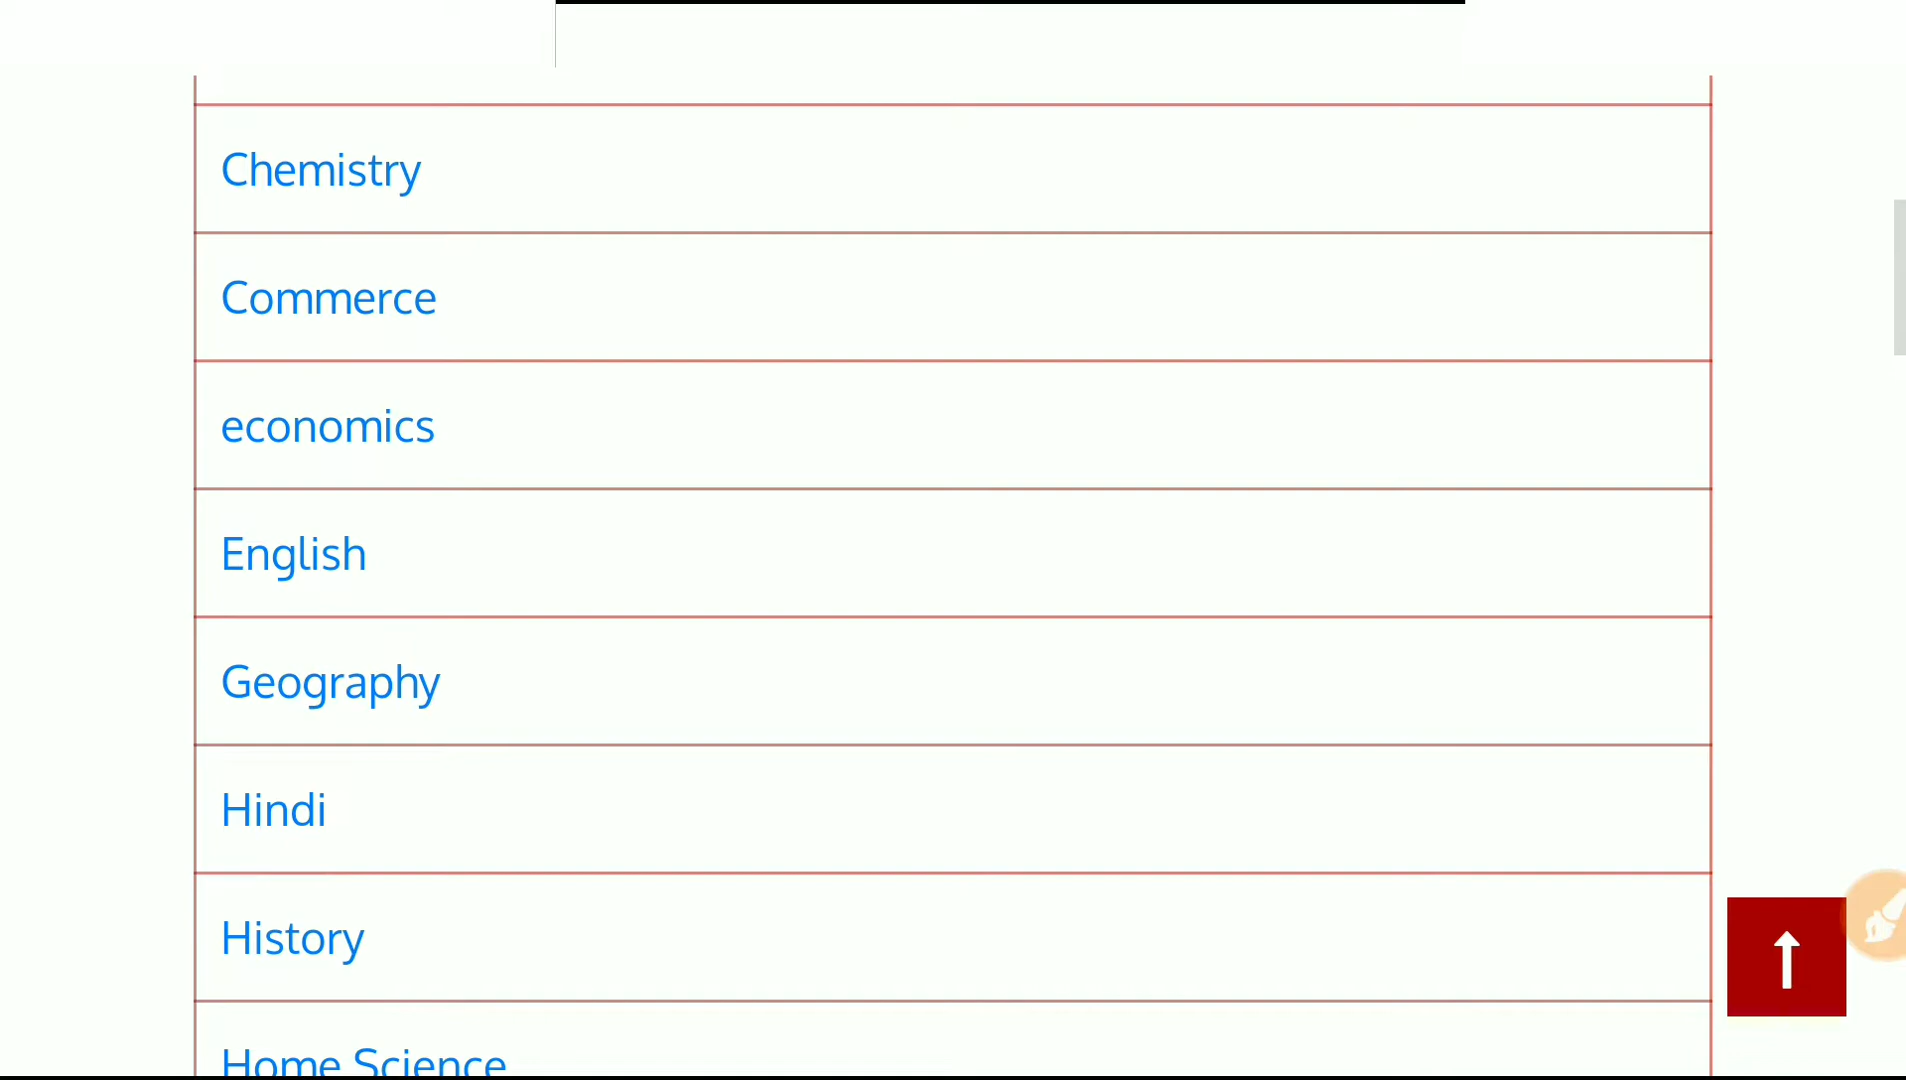 Chemistry
Commerce
economics
English
Geography
Hindi
History
Home Science